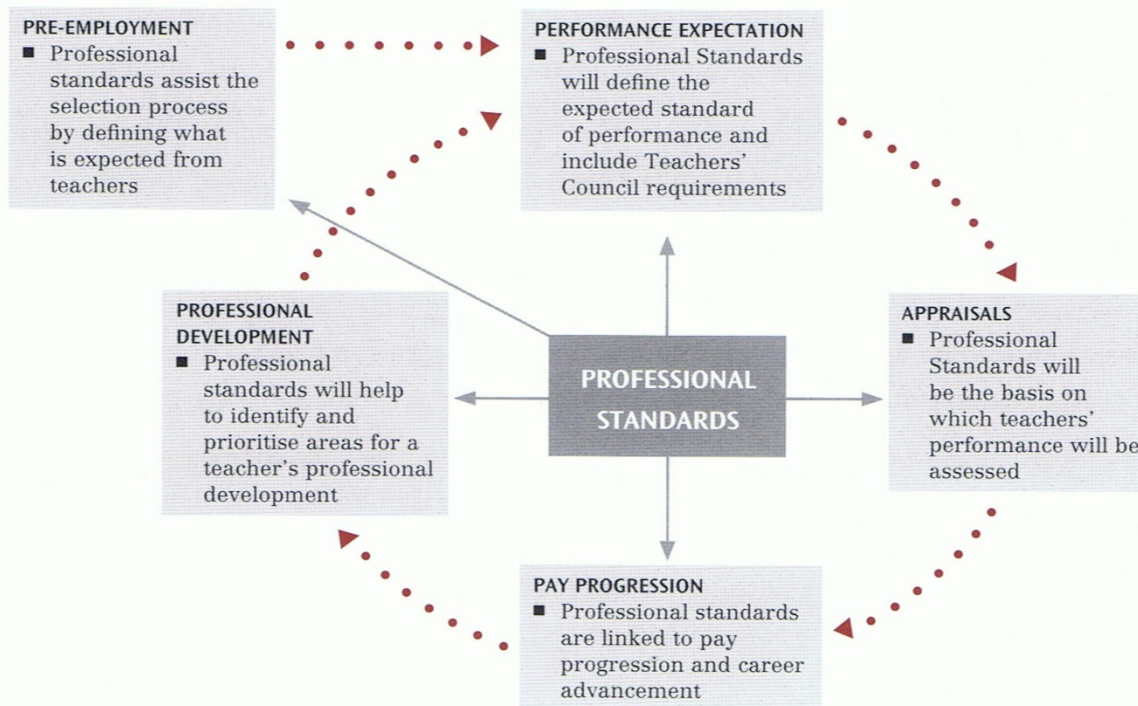 PRE-EMPLOYMENT
■ Professional
standards assist the
selection process
by defining what
is expected from
teachers
PERFORMANCE EXPECTATION
■ Professional Standards
will define the
expected standard
of performance and
include Teachers'
Council requirements
PROFESSIONAL
DEVELOPMENT
■ Professional
standards will help
to identify and
prioritise areas for a
teacher's professional
development
PROFESSIONAL
STANDARDS
APPRAISALS
■ Professional
Standards will
be the basis on
which teachers'
performance will be
assessed
PAY PROGRESSION
■ Professional standards
are linked to pay
progression and career
advancement